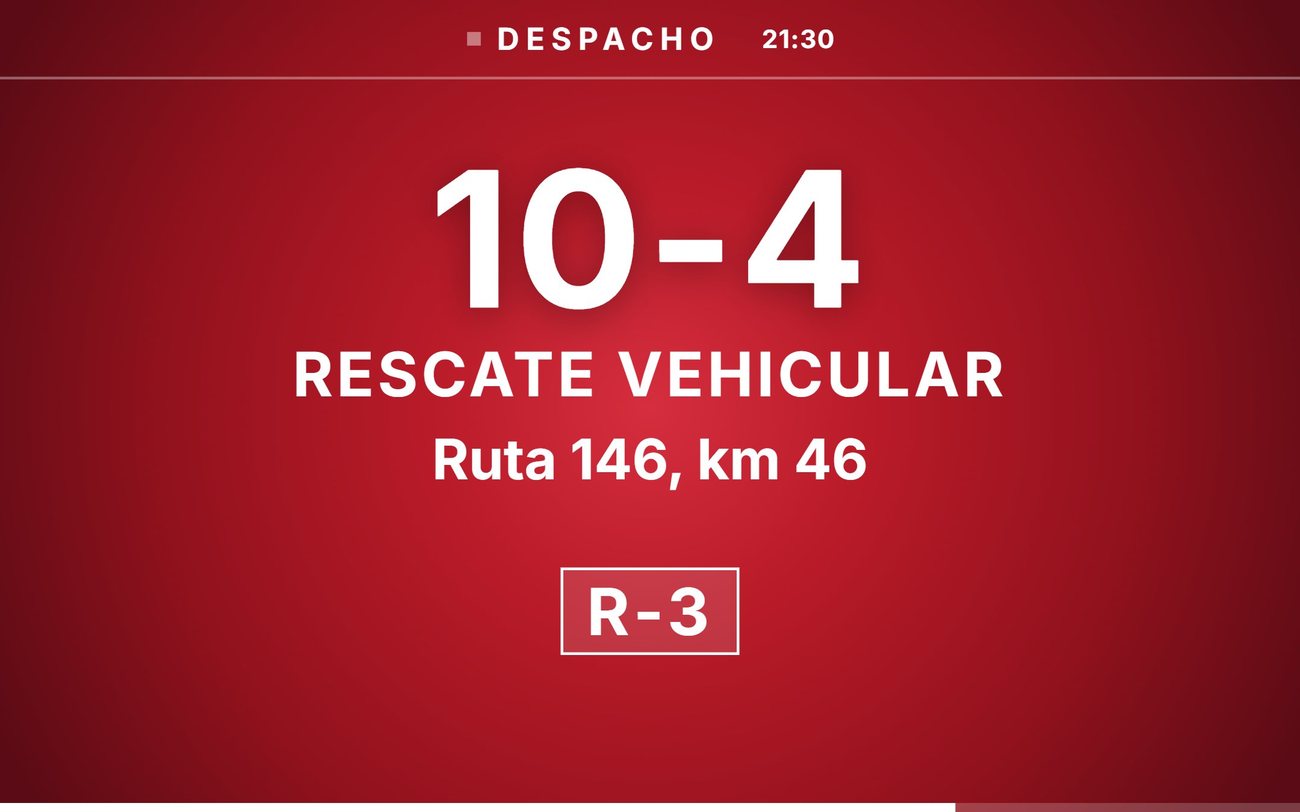 DESPACHO 21:30
10-4
RESCATE VEHICULAR
Ruta 146, km 46
R-3